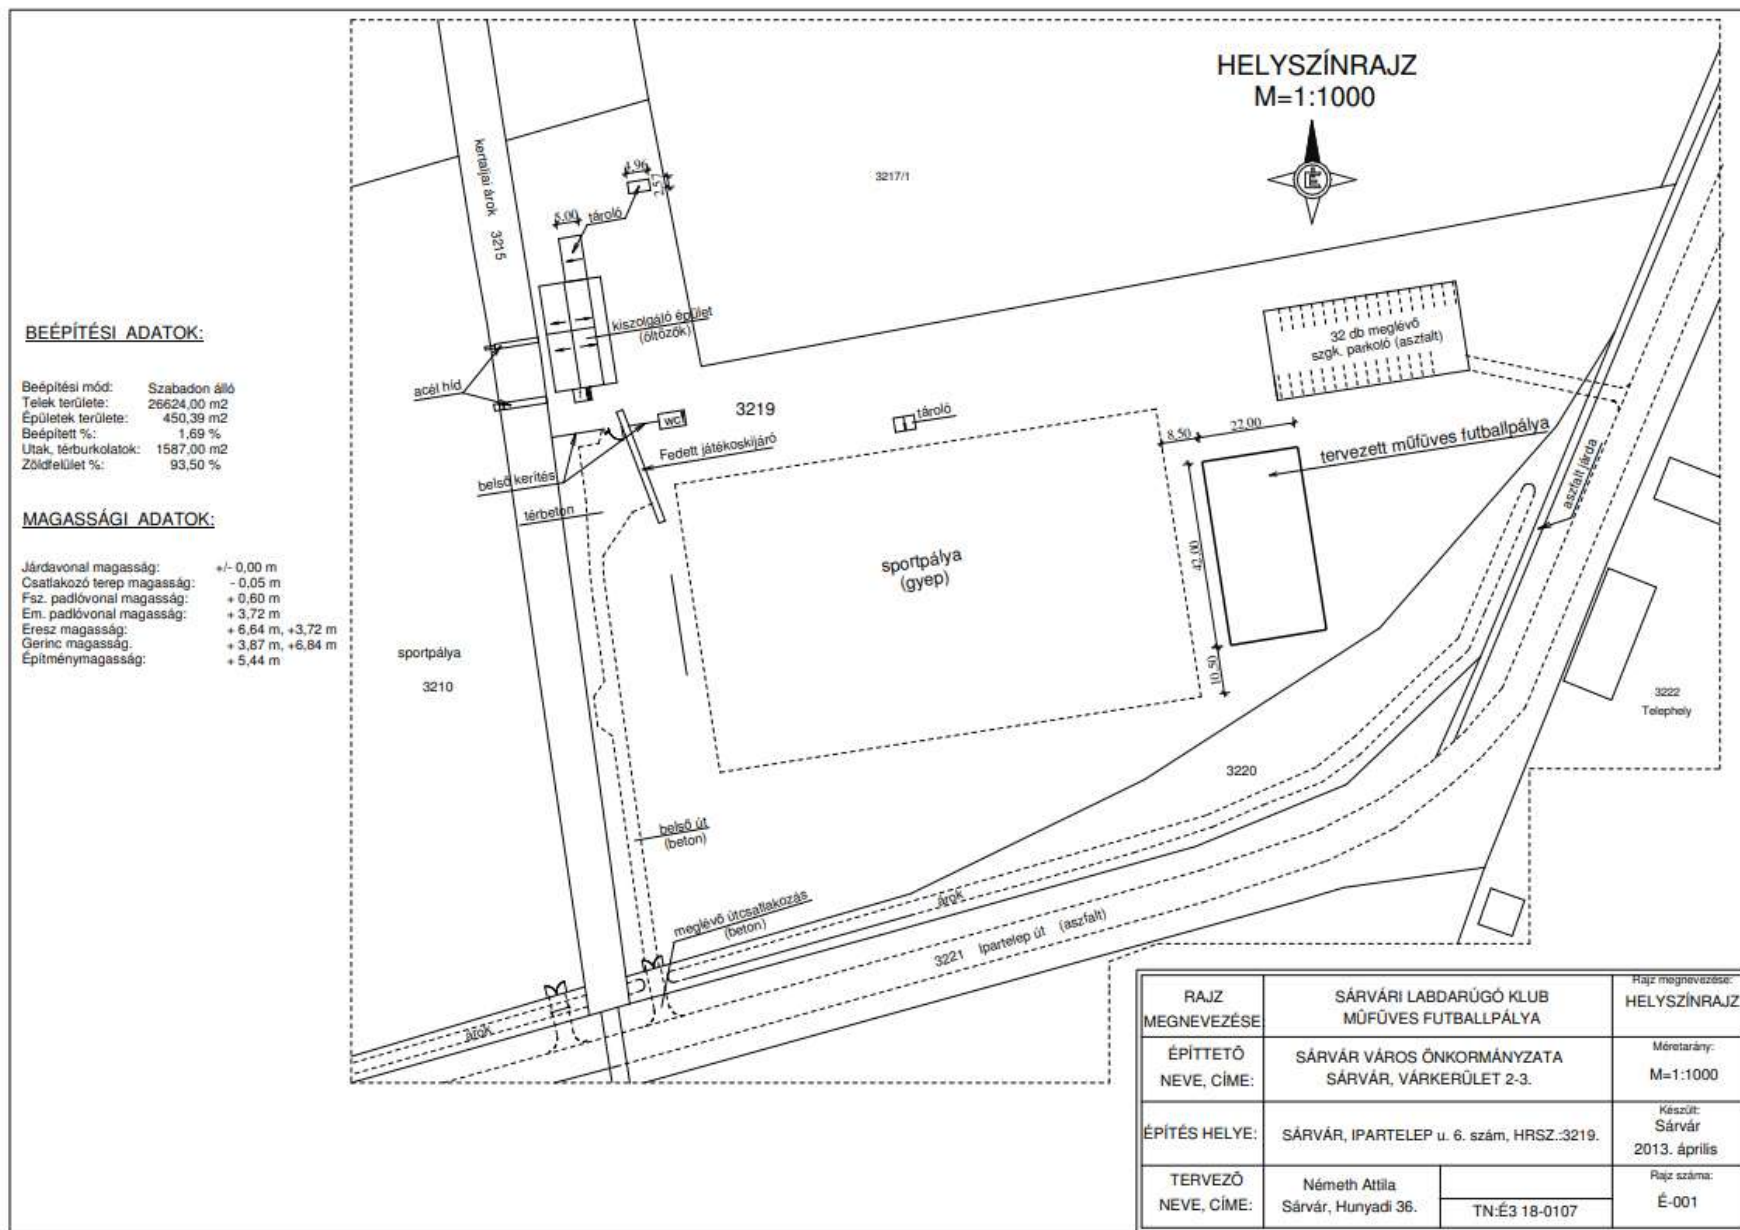 HELYSZÍNRAJZ
M=1:1000
É
kertaljai árok 3215
3217/1
4,96
2,57
5,00
tároló
kiszolgáló épület
(öltözők)
acél híd
32 db meglévő
szgk. parkoló (aszfalt)
3219
WC
tároló
Fedett játékoskijáró
belső kerítés
térbeton
8,50
22,00
tervezett műfüves futballpálya
aszfalt járda
42,00
10,50
sportpálya
(gyep)
sportpálya
3210
3222
Telephely
3220
belső út
(beton)
meglévő útcsatlakozás
(beton)
árok
3221 Ipartelep út (aszfalt)
árok
BEÉPÍTÉSI ADATOK:
Beépítési mód: Szabadon álló
Telek területe: 26624,00 m2
Épületek területe: 450,39 m2
Beépített %: 1,69 %
Utak, térburkolatok: 1587,00 m2
Zöldfelület %: 93,50 %
MAGASSÁGI ADATOK:
Járdavonal magasság: +/- 0,00 m
Csatlakozó terep magasság: - 0,05 m
Fsz. padlóvonal magasság: + 0,60 m
Em. padlóvonal magasság: + 3,72 m
Eresz magasság: + 6,64 m, +3,72 m
Gerinc magasság. + 3,87 m, +6,84 m
Építménymagasság: + 5,44 m
RAJZ
MEGNEVEZÉSE
SÁRVÁRI LABDARÚGÓ KLUB
MŰFÜVES FUTBALLPÁLYA
Rajz megnevezése:
HELYSZÍNRAJZ
ÉPÍTTETŐ
NEVE, CÍME:
SÁRVÁR VÁROS ÖNKORMÁNYZATA
SÁRVÁR, VÁRKERÜLET 2-3.
Méretarány:
M=1:1000
ÉPÍTÉS HELYE:
SÁRVÁR, IPARTELEP u. 6. szám, HRSZ.:3219.
Készült:
Sárvár
2013. április
TERVEZŐ
NEVE, CÍME:
Németh Attila
Sárvár, Hunyadi 36.
TN:É3 18-0107
Rajz száma:
É-001